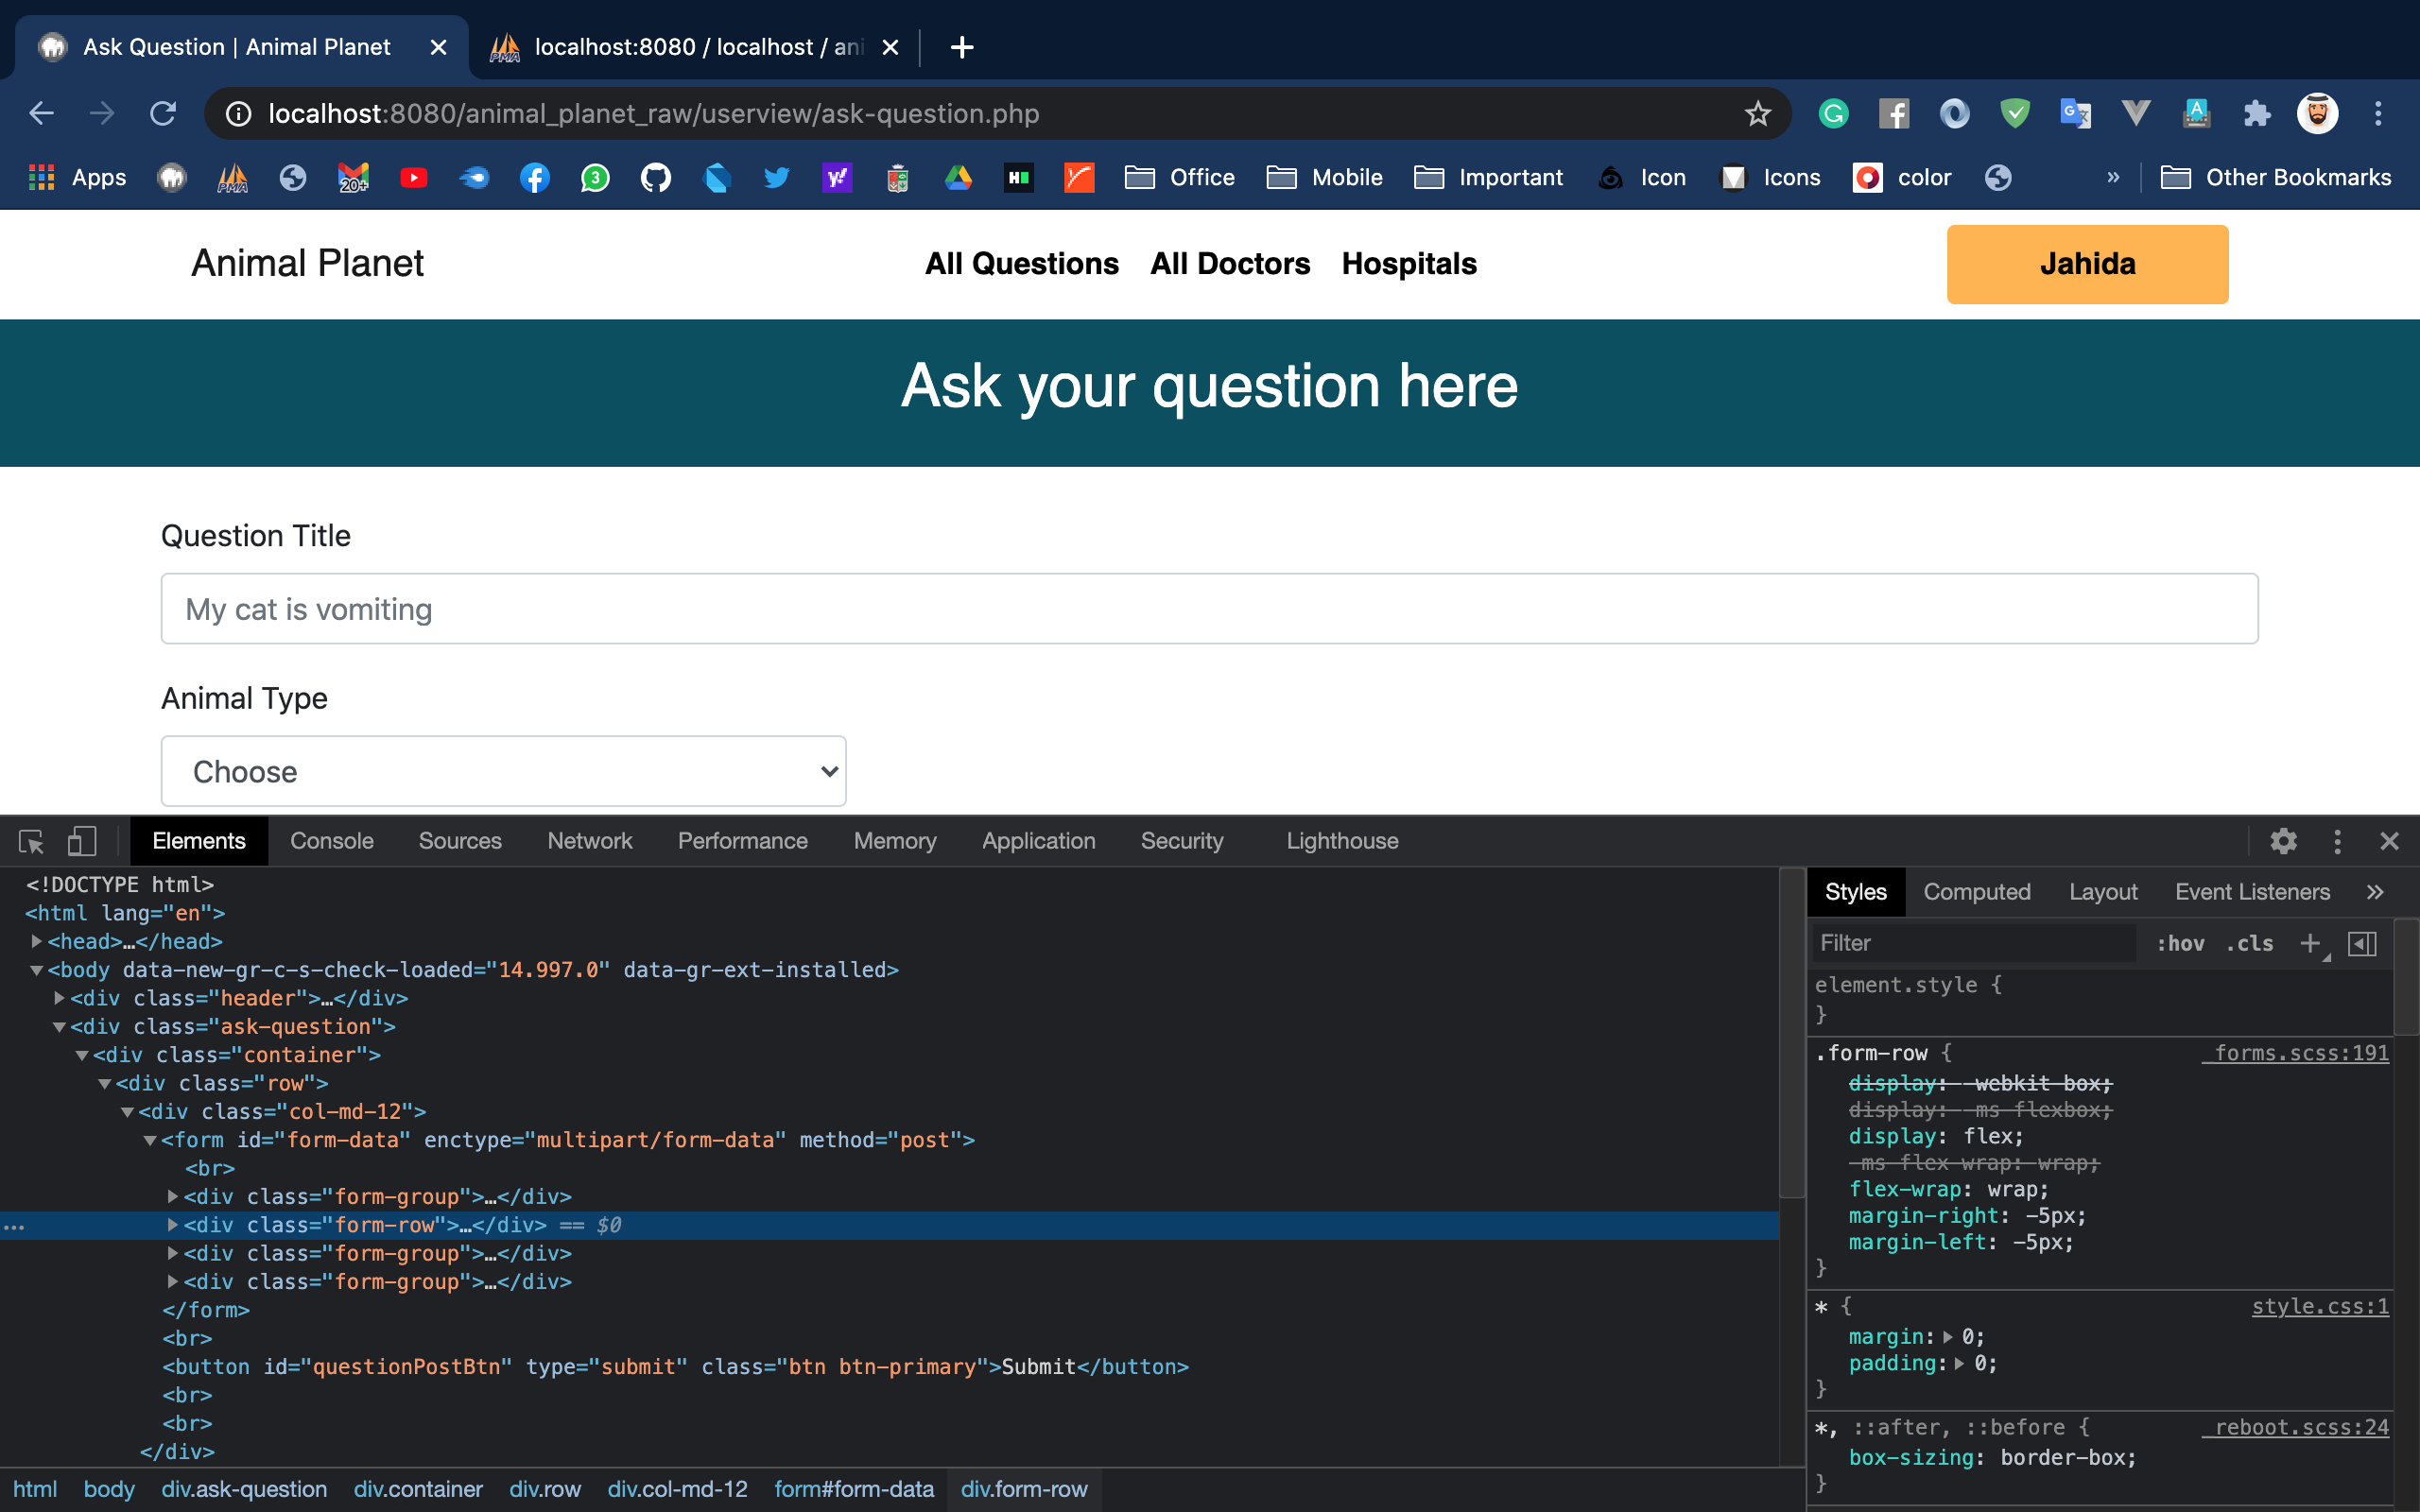 Ask Question | Animal Planet
localhost:8080 / localhost / ani
localhost:8080/animal_planet_raw/userview/ask-question.php
Apps
20+
3
Office
Mobile
Important
Icon
Icons
color
»
Other Bookmarks
Animal Planet
All Questions
All Doctors
Hospitals
Jahida
Ask your question here
Question Title
My cat is vomiting
Animal Type
Choose
Elements Console Sources Network Performance Memory Application Security Lighthouse
<!DOCTYPE html>
<html lang="en">
<head>…</head>
<body data-new-gr-c-s-check-loaded="14.997.0" data-gr-ext-installed>
<div class="header">…</div>
<div class="ask-question">
<div class="container">
<div class="row">
<div class="col-md-12">
<form id="form-data" enctype="multipart/form-data" method="post">
<br>
<div class="form-group">…</div>
<div class="form-row">…</div> == $0
<div class="form-group">…</div>
<div class="form-group">…</div>
</form>
<br>
<button id="questionPostBtn" type="submit" class="btn btn-primary">Submit</button>
<br>
<br>
</div>
html body div.ask-question div.container div.row div.col-md-12 form#form-data div.form-row
Styles Computed Layout Event Listeners »
Filter :hov .cls +
element.style {
}
.form-row { _forms.scss:191
display: -webkit-box;
display: -ms-flexbox;
display: flex;
-ms-flex-wrap: wrap;
flex-wrap: wrap;
margin-right: -5px;
margin-left: -5px;
}
* { style.css:1
margin: 0;
padding: 0;
}
*, ::after, ::before { _reboot.scss:24
box-sizing: border-box;
}